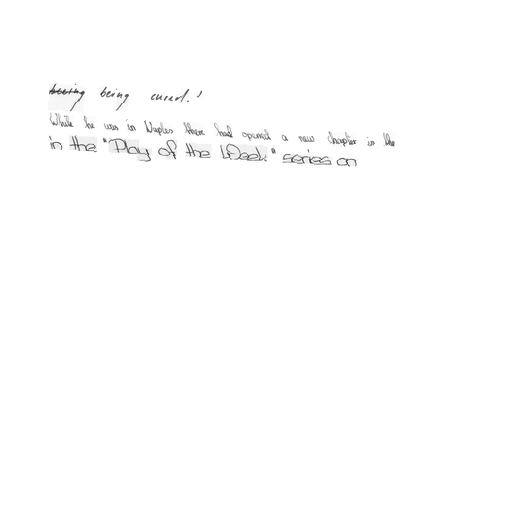 being cured.'
While he was in Naples there had opened a new chapter in the
in the "Play of the Week" series on